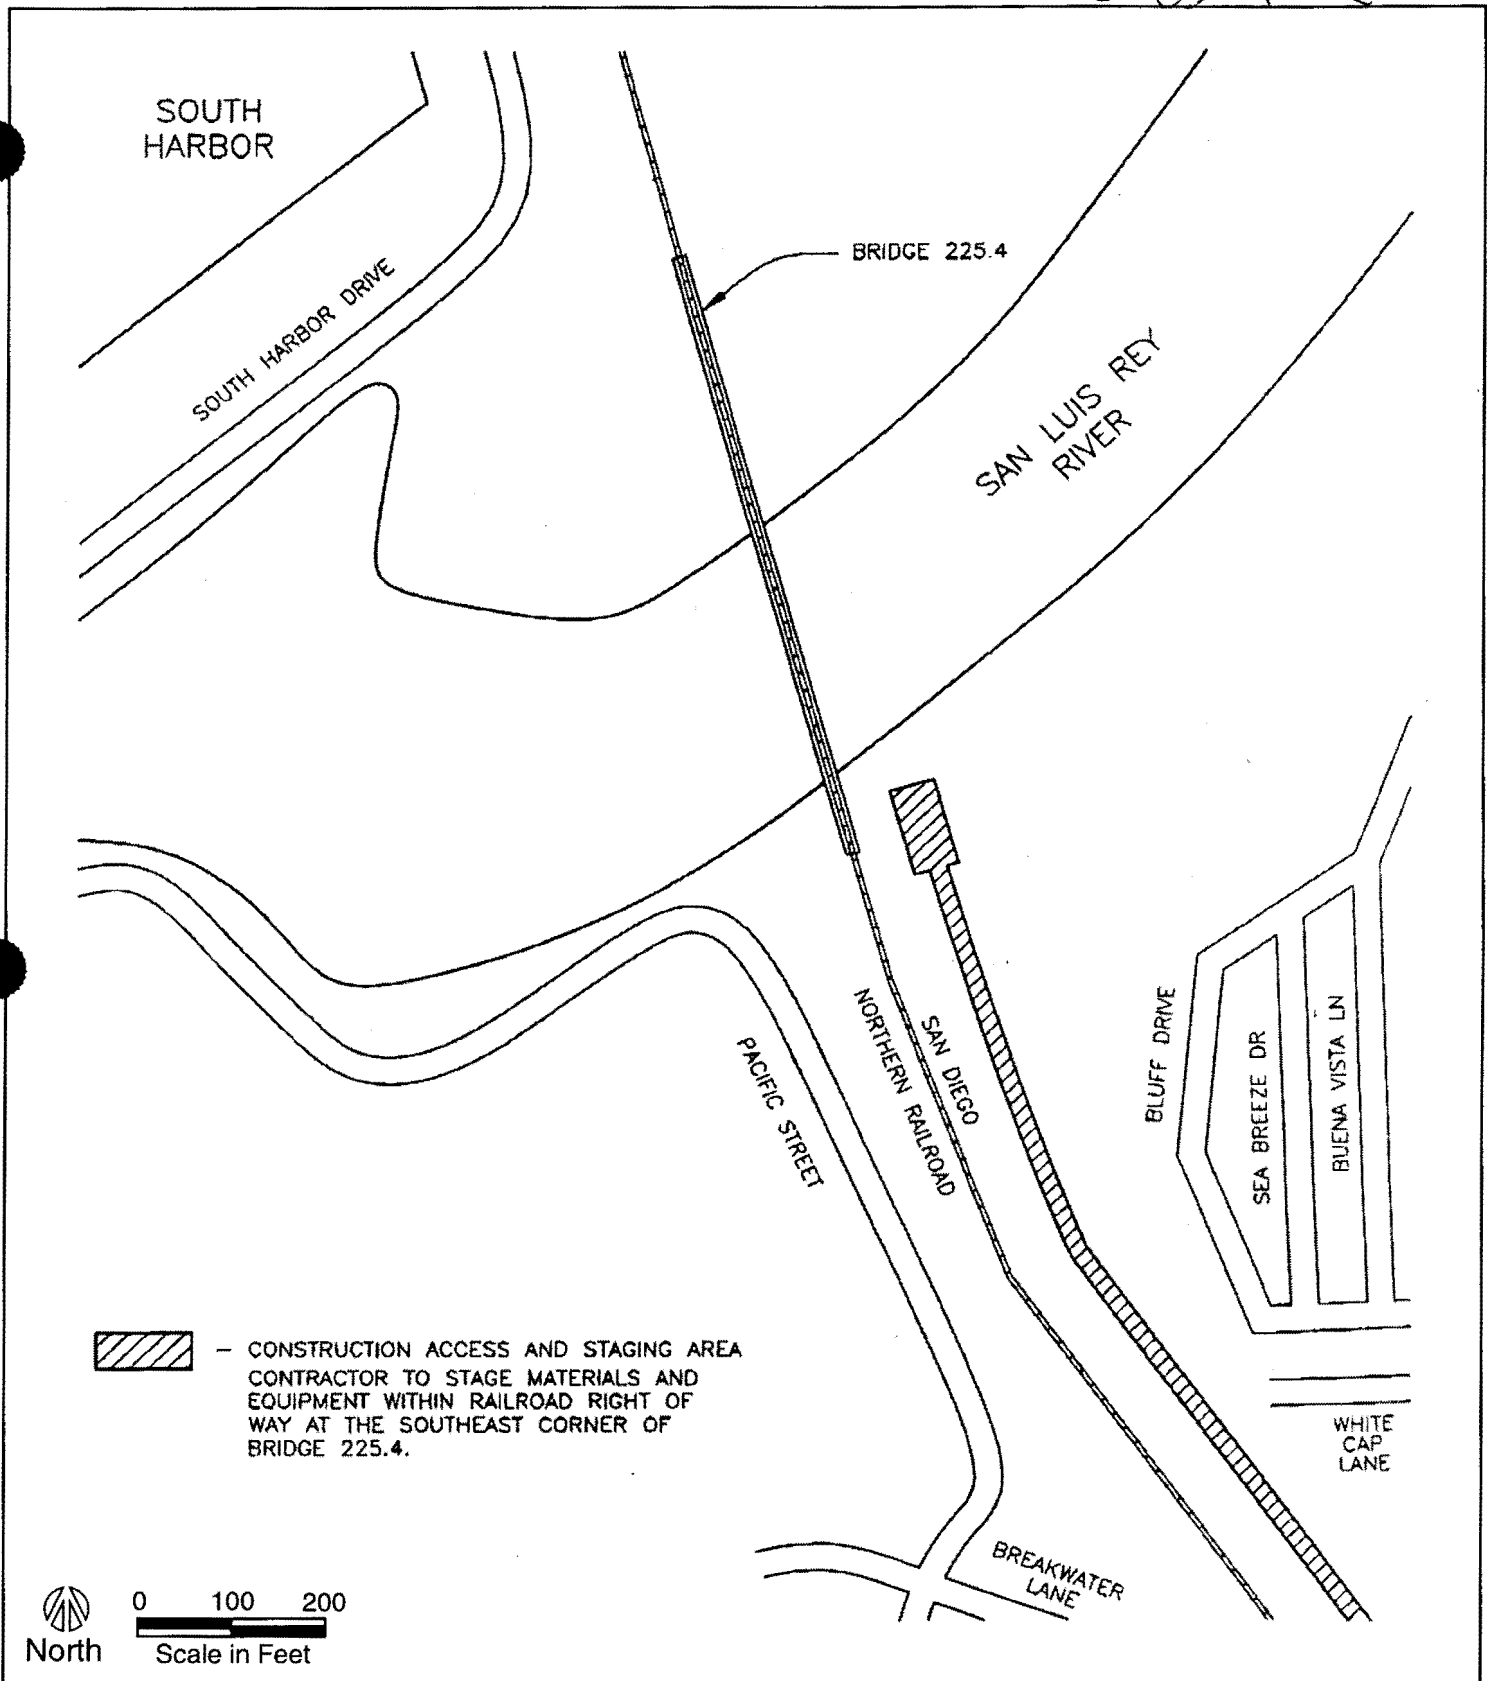 SOUTH
HARBOR
BRIDGE 225.4
SOUTH HARBOR DRIVE
SAN LUIS REY
RIVER
NORTHERN RAILROAD
SAN DIEGO
PACIFIC STREET
BLUFF DRIVE
SEA BREEZE DR
BUENA VISTA LN
- CONSTRUCTION ACCESS AND STAGING AREA
CONTRACTOR TO STAGE MATERIALS AND
EQUIPMENT WITHIN RAILROAD RIGHT OF
WAY AT THE SOUTHEAST CORNER OF
BRIDGE 225.4.
WHITE
CAP
LANE
BREAKWATER
LANE
0 100 200
North
Scale in Feet